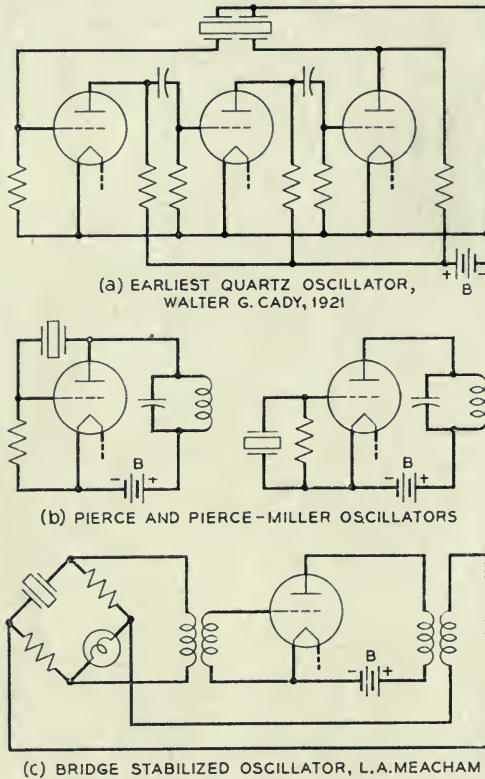 + B -
(a) EARLIEST QUARTZ OSCILLATOR,
WALTER G. CADY, 1921
B
- +
B
- +
(b) PIERCE AND PIERCE-MILLER OSCILLATORS
B
- +
(c) BRIDGE STABILIZED OSCILLATOR, L.A.MEACHAM